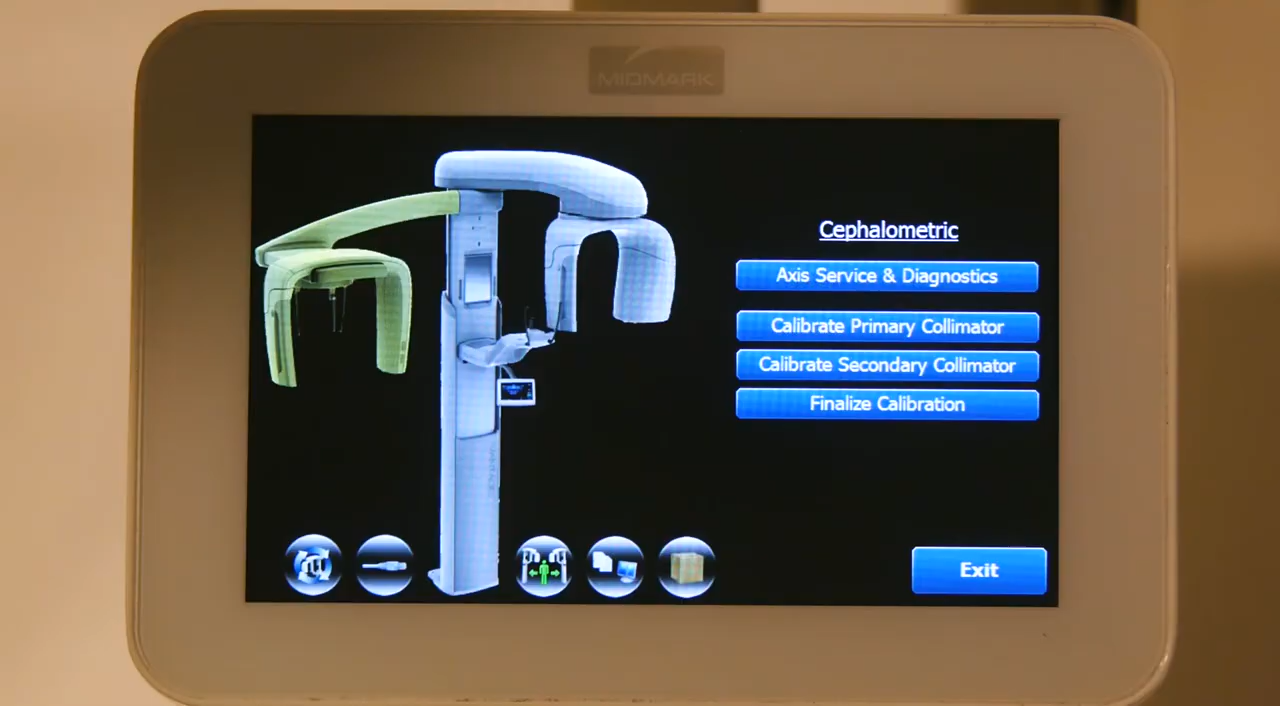 MIDMARK
Cephalometric
Axis Service & Diagnostics
Calibrate Primary Collimator
Calibrate Secondary Collimator
Finalize Calibration
Exit